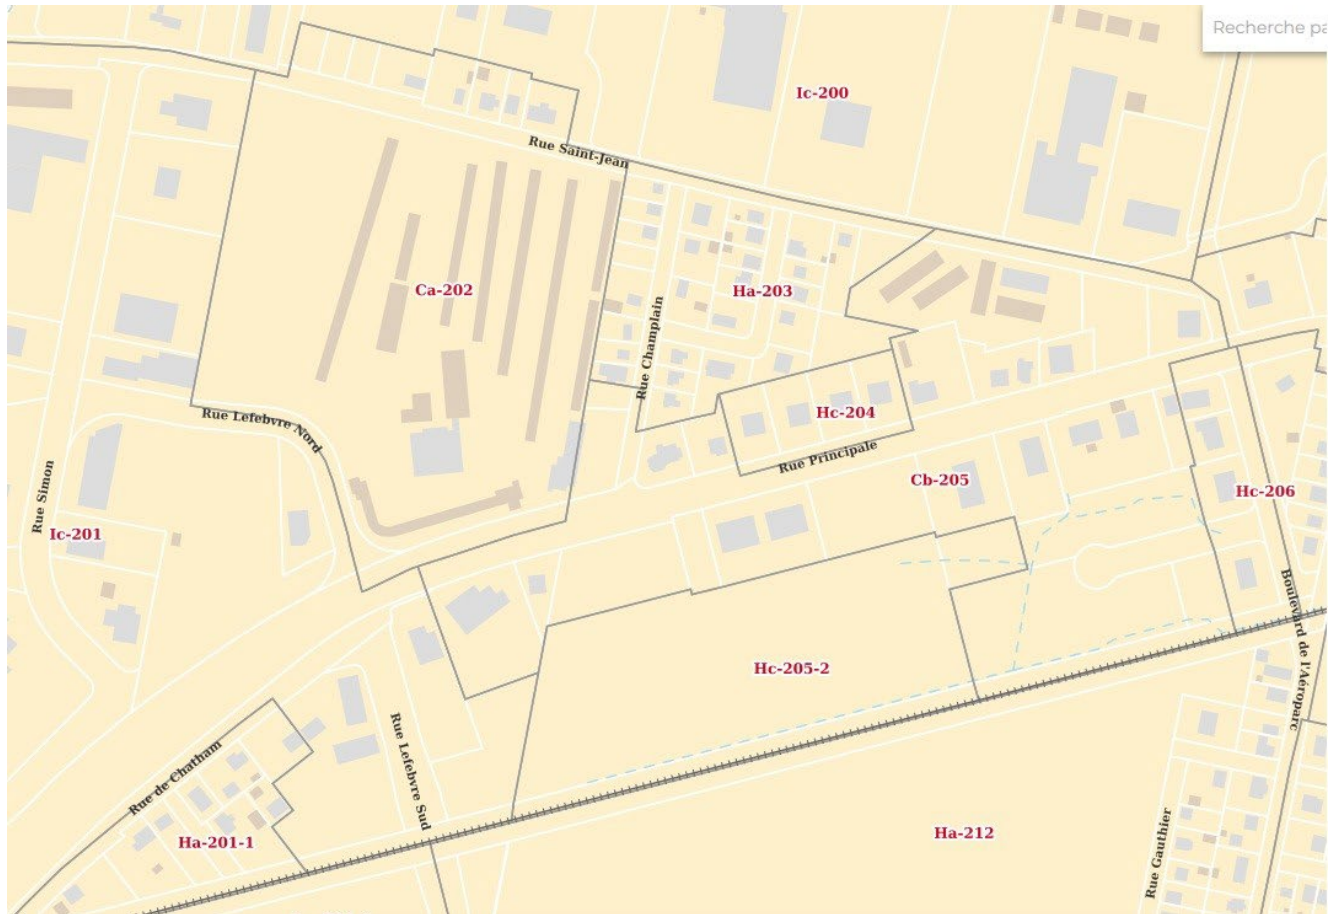 Recherche pa
Ic-200
Rue Saint-Jean
Ca-202
Ha-203
Rue Champlain
Hc-204
Rue Lefebvre Nord
Rue Principale
Cb-205
Rue Simon
Ic-201
Hc-206
Boulevard de l'Aéroparc
Hc-205-2
Rue de Chatham
Rue Lefebvre Sud
Ha-201-1
Ha-212
Rue Gauthier